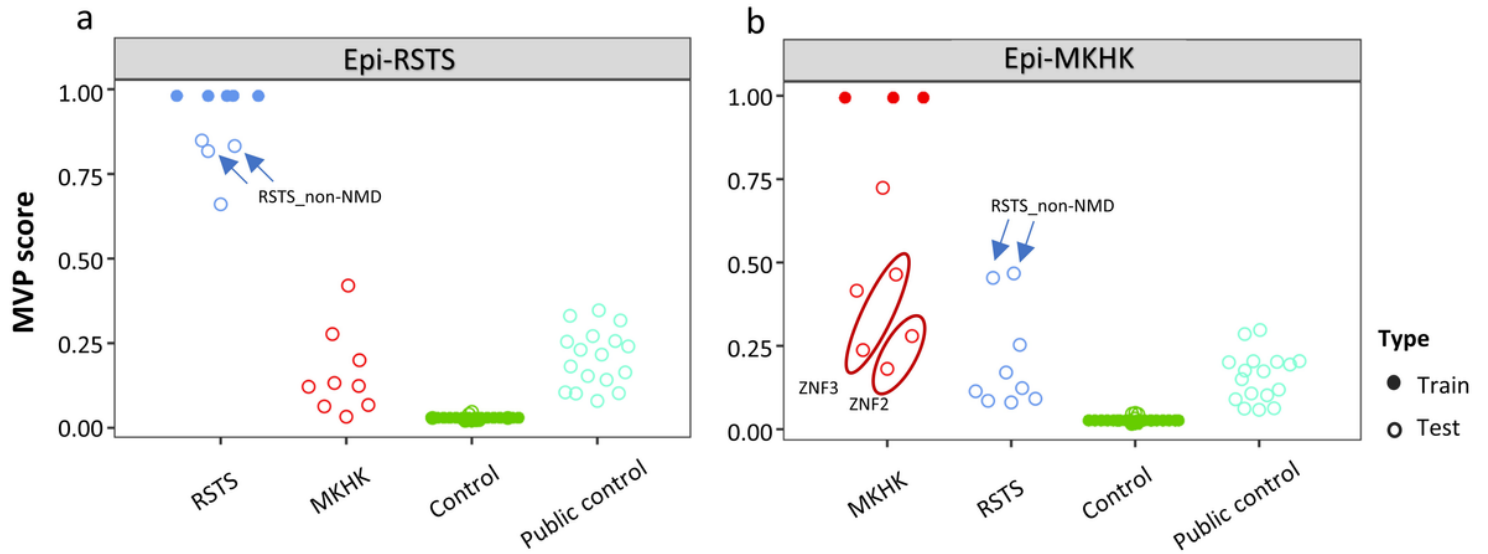 a
Epi-RSTS
MVP score
1.00
0.75
0.50
0.25
0.00
RSTS_non-NMD
RSTS
MKHK
Control
Public control
b
Epi-MKHK
1.00
0.75
0.50
0.25
0.00
RSTS_non-NMD
ZNF3
ZNF2
MKHK
RSTS
Control
Public control
Type
Train
Test